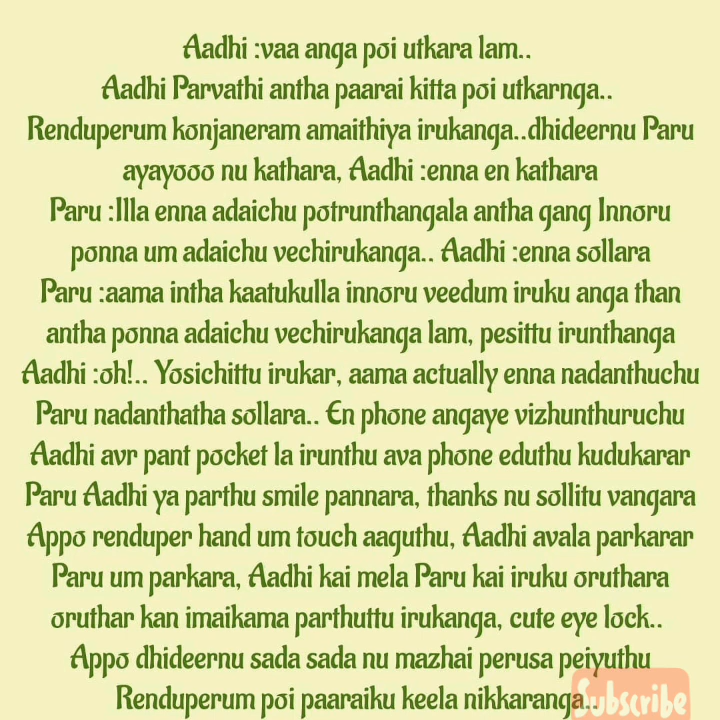 Aadhi :vaa anga poi utkara lam..
Aadhi Parvathi antha paarai kitta poi utkarnga..
Renduperum konjaneram amaithiya irukanga..dhideernu Paru
ayayooo nu kathara, Aadhi :enna en kathara
Paru :Illa enna adaichu potrunthangala antha gang Innoru
ponna um adaichu vechirukanga.. Aadhi :enna sollara
Paru :aama intha kaatukulla innoru veedum iruku anga than
antha ponna adaichu vechirukanga lam, pesittu irunthanga
Aadhi :oh!.. Yosichittu irukar, aama actually enna nadanthuchu
Paru nadanthatha sollara.. En phone angaye vizhunthuruchu
Aadhi avr pant pocket la irunthu ava phone eduthu kudukarar
Paru Aadhi ya parthu smile pannara, thanks nu sollitu vangara
Appo renduper hand um touch aaguthu, Aadhi avala parkarar
Paru um parkara, Aadhi kai mela Paru kai iruku oruthara
oruthar kan imaikama parthuttu irukanga, cute eye lock..
Appo dhideernu sada sada nu mazhai perusa peiyuthu
Renduperum poi paaraiku keela nikkaranga..
Subscribe